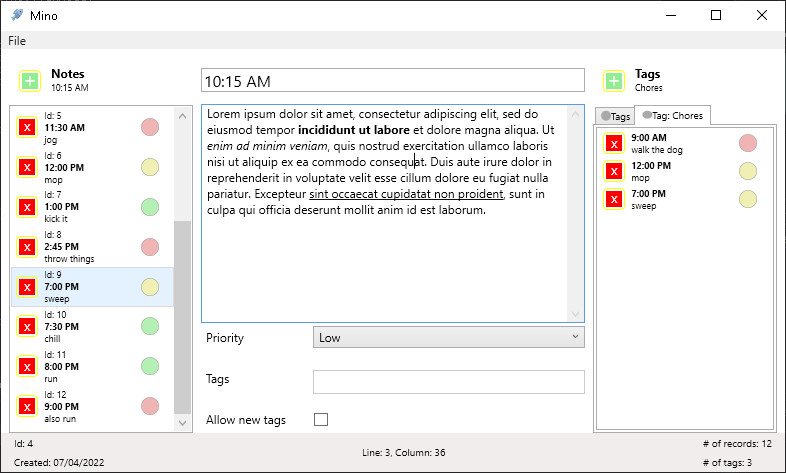 Mino
File
Notes
10:15 AM
Id: 5
x
11:30 AM
jog
Id: 6
x
12:00 PM
mop
Id: 7
x
1:00 PM
kick it
Id: 8
x
2:45 PM
throw things
Id: 9
x
7:00 PM
sweep
Id: 10
x
7:30 PM
chill
Id: 11
x
8:00 PM
run
Id: 12
x
9:00 PM
also run
10:15 AM
Lorem ipsum dolor sit amet, consectetur adipiscing elit, sed do
eiusmod tempor incididunt ut labore et dolore magna aliqua. Ut
enim ad minim veniam, quis nostrud exercitation ullamco laboris
nisi ut aliquip ex ea commodo consequat. Duis aute irure dolor in
reprehenderit in voluptate velit esse cillum dolore eu fugiat nulla
pariatur. Excepteur sint occaecat cupidatat non proident, sunt in
culpa qui officia deserunt mollit anim id est laborum.
Priority
Low
Tags
Allow new tags
Tags
Chores
Tags
Tag: Chores
x
9:00 AM
walk the dog
x
12:00 PM
mop
x
7:00 PM
sweep
Id: 4
Created: 07/04/2022
Line: 3, Column: 36
# of records: 12
# of tags: 3